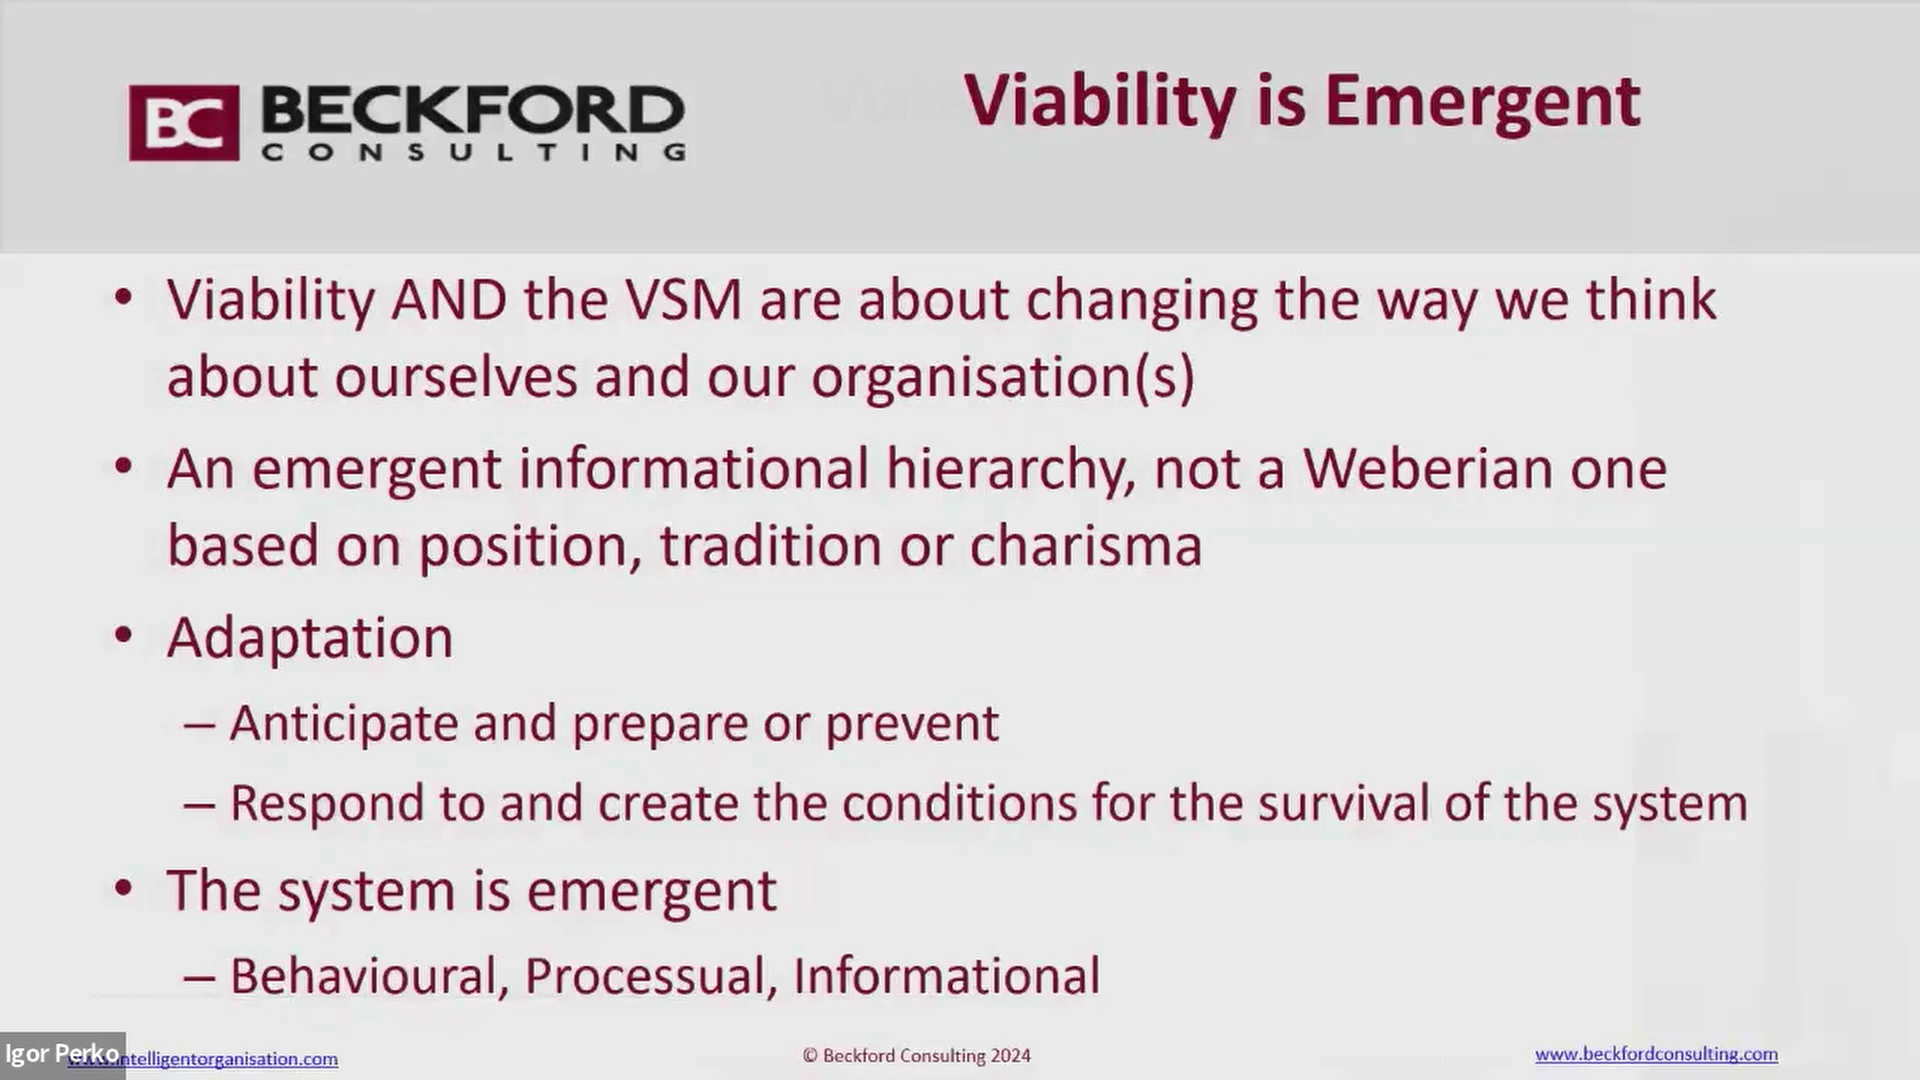 BC BECKFORD
CONSULTING
Viability is Emergent
• Viability AND the VSM are about changing the way we think
about ourselves and our organisation(s)
• An emergent informational hierarchy, not a Weberian one
based on position, tradition or charisma
• Adaptation
– Anticipate and prepare or prevent
– Respond to and create the conditions for the survival of the system
• The system is emergent
– Behavioural, Processual, Informational
Igor Perko
intelligentorganisation.com
© Beckford Consulting 2024
www.beckfordconsulting.com